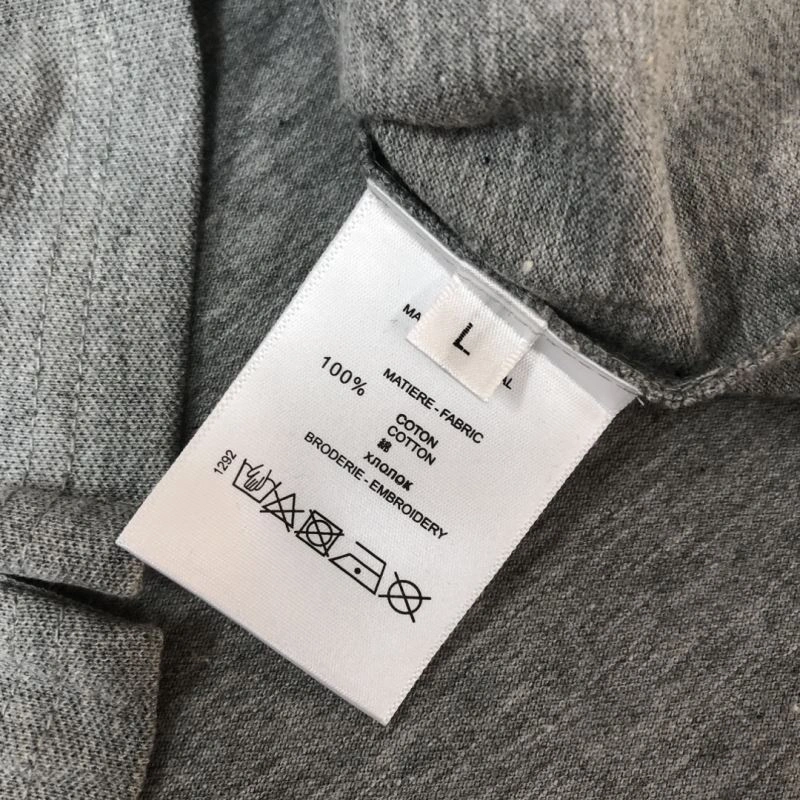 L
MATIERE - FABRIC
100%
COTON
COTTON
綿
хлопок
BRODERIE - EMBROIDERY
1292